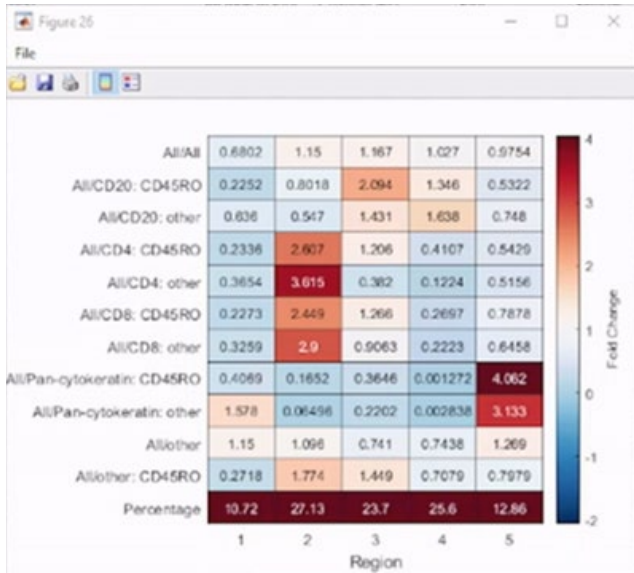 Figure 26
File
All/All 0.6802 1.15 1.167 1.027 0.9754
All/CD20: CD45RO 0.2252 0.8018 2.094 1.346 0.5322
All/CD20: other 0.636 0.547 1.431 1.638 0.748
All/CD4: CD45RO 0.2336 2.607 1.206 0.4107 0.5429
All/CD4: other 0.3654 3.615 0.382 0.1224 0.5156
All/CD8: CD45RO 0.2273 2.449 1.266 0.2697 0.7878
All/CD8: other 0.3259 2.9 0.9063 0.2223 0.6458
All/Pan-cytokeratin: CD45RO 0.4069 0.1652 0.3646 0.001272 4.062
All/Pan-cytokeratin: other 1.578 0.06496 0.2202 0.002838 3.133
All/other 1.15 1.096 0.741 0.7438 1.269
All/other: CD45RO 0.2718 1.774 1.449 0.7079 0.7979
Percentage 10.72 27.13 23.7 25.6 12.86
1 2 3 4 5
Region
4
3
2
1
0
-1
-2
Fold Change